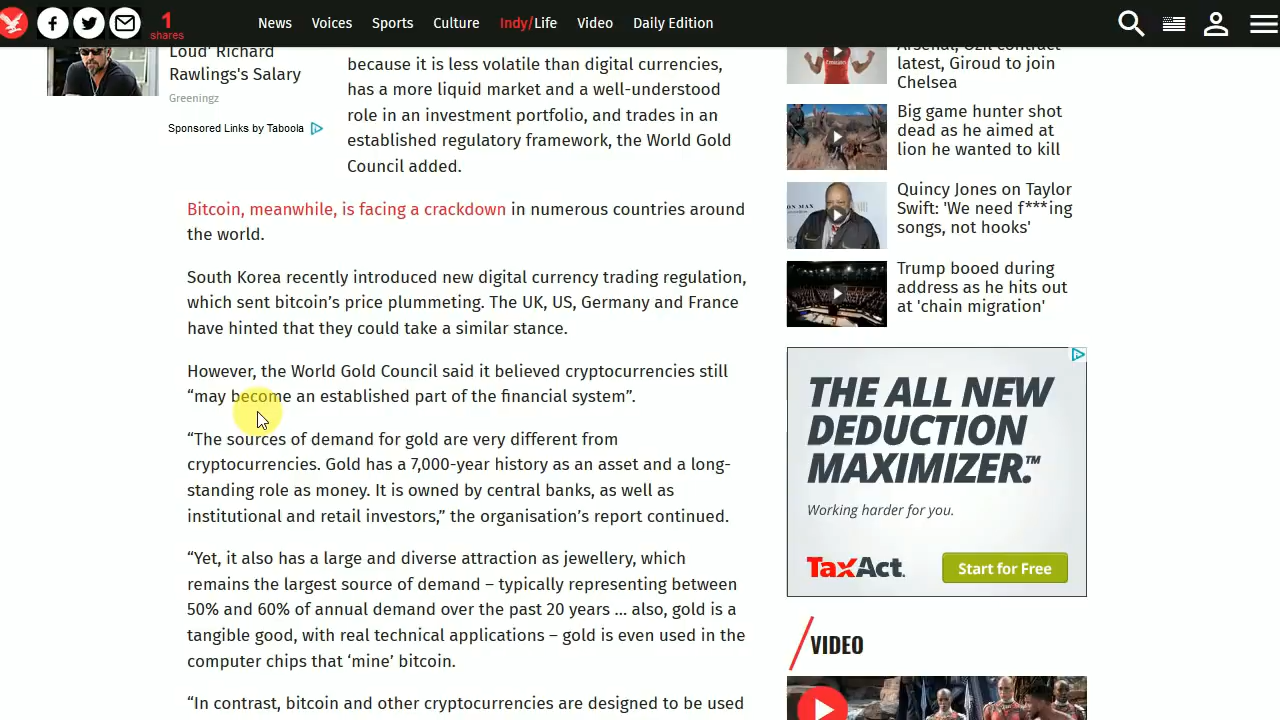 1
shares
News
Voices
Sports
Culture
Indy/Life
Video
Daily Edition
Loud' Richard
Rawlings's Salary
Greeningz
Sponsored Links by Taboola
because it is less volatile than digital currencies,
has a more liquid market and a well-understood
role in an investment portfolio, and trades in an
established regulatory framework, the World Gold
Council added.
Bitcoin, meanwhile, is facing a crackdown in numerous countries around
the world.
South Korea recently introduced new digital currency trading regulation,
which sent bitcoin’s price plummeting. The UK, US, Germany and France
have hinted that they could take a similar stance.
However, the World Gold Council said it believed cryptocurrencies still
“may become an established part of the financial system”.
“The sources of demand for gold are very different from
cryptocurrencies. Gold has a 7,000-year history as an asset and a long-
standing role as money. It is owned by central banks, as well as
institutional and retail investors,” the organisation’s report continued.
“Yet, it also has a large and diverse attraction as jewellery, which
remains the largest source of demand – typically representing between
50% and 60% of annual demand over the past 20 years ... also, gold is a
tangible good, with real technical applications – gold is even used in the
computer chips that ‘mine’ bitcoin.
“In contrast, bitcoin and other cryptocurrencies are designed to be used
Arsenal, Ozil contract
latest, Giroud to join
Chelsea
Big game hunter shot
dead as he aimed at
lion he wanted to kill
Quincy Jones on Taylor
Swift: 'We need f***ing
songs, not hooks'
Trump booed during
address as he hits out
at 'chain migration'
THE ALL NEW
DEDUCTION
MAXIMIZER.™
Working harder for you.
TaxAct.
Start for Free
VIDEO